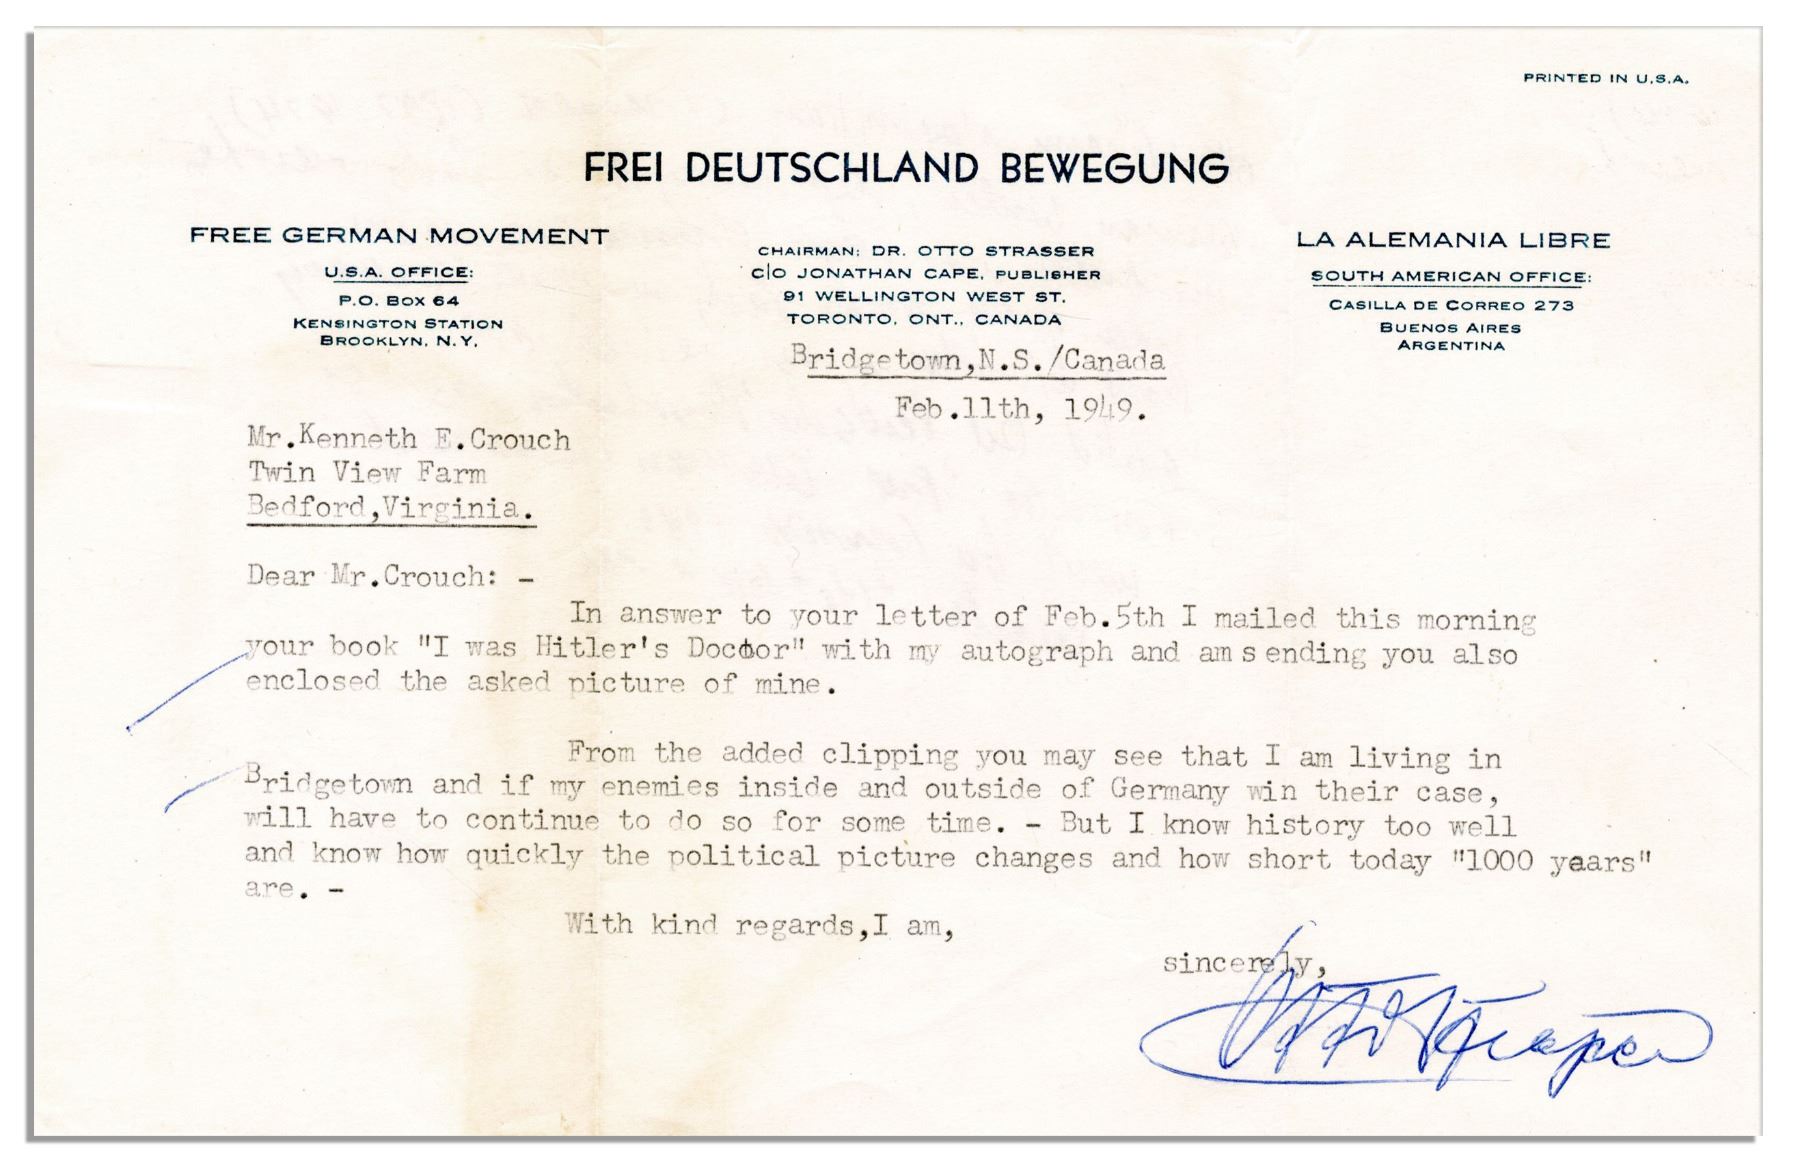 PRINTED IN U.S.A.
FREI DEUTSCHLAND BEWEGUNG
FREE GERMAN MOVEMENT
U.S.A. OFFICE:
P.O. BOX 64
KENSINGTON STATION
BROOKLYN, N.Y.
CHAIRMAN: DR. OTTO STRASSER
C|O JONATHAN CAPE, PUBLISHER
91 WELLINGTON WEST ST.
TORONTO, ONT., CANADA
LA ALEMANIA LIBRE
SOUTH AMERICAN OFFICE:
CASILLA DE CORREO 273
BUENOS AIRES
ARGENTINA
Bridgetown,N.S./Canada
Feb.11th, 1949.
Mr.Kenneth E.Crouch
Twin View Farm
Bedford,Virginia.
Dear Mr.Crouch: -
In answer to your letter of Feb.5th I mailed this morning
your book "I was Hitler's Doctor" with my autograph and am sending you also
enclosed the asked picture of mine.
From the added clipping you may see that I am living in
Bridgetown and if my enemies inside and outside of Germany win their case,
will have to continue to do so for some time. - But I know history too well
and know how quickly the political picture changes and how short today "1000 years"
are. -
With kind regards,I am,
sincerely,
Otto Strasser